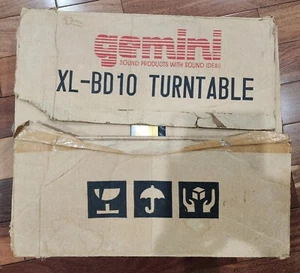 gemini
SOUND PRODUCTS WITH SOUND IDEAS
XL-BD10 TURNTABLE